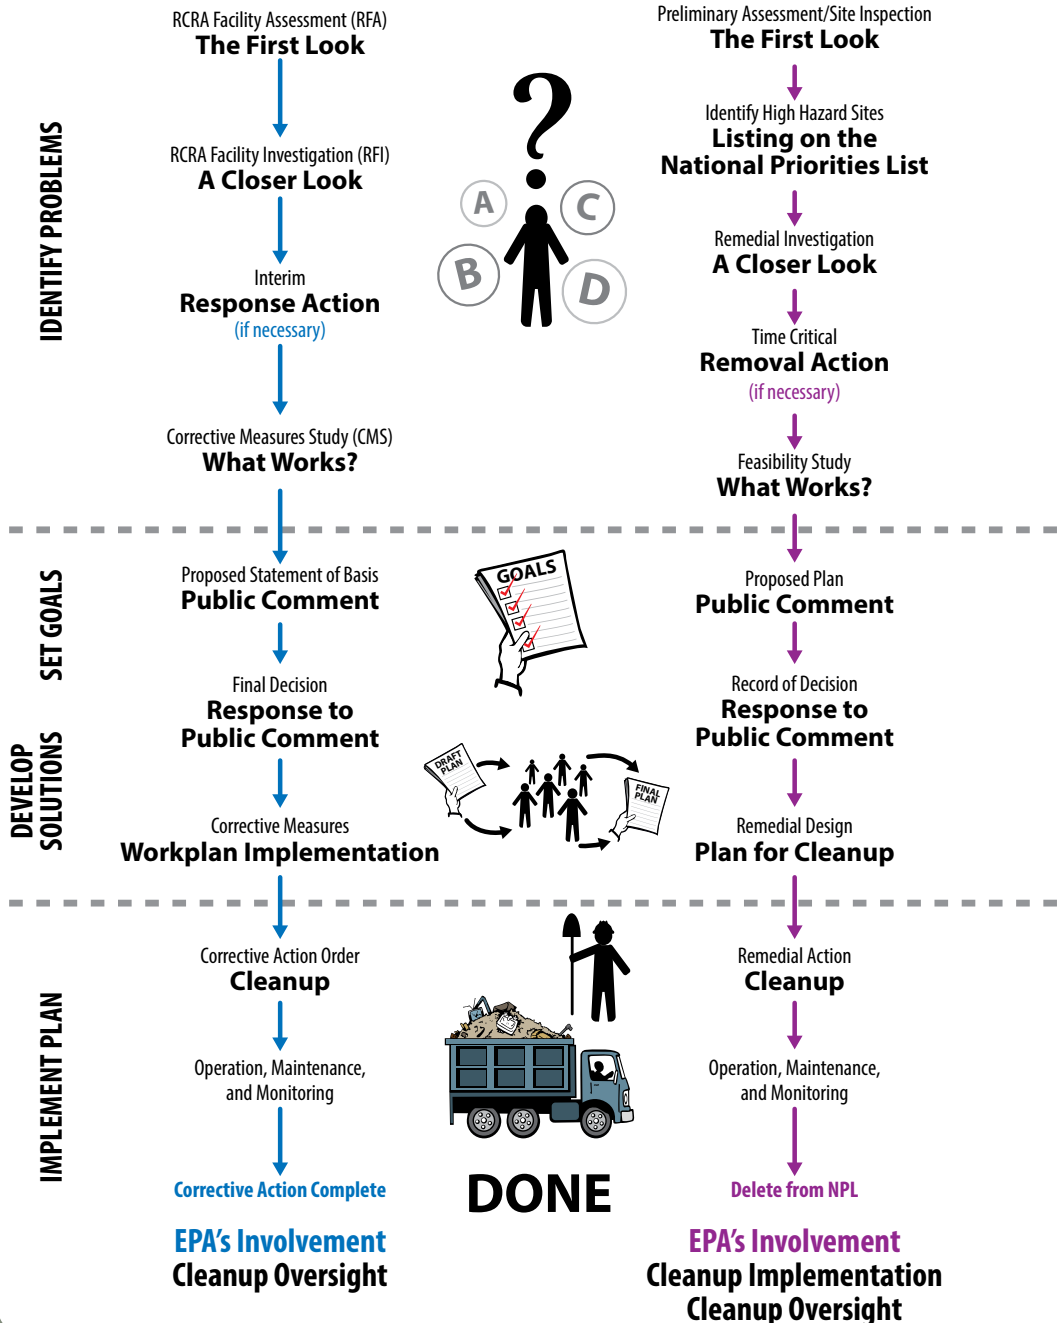 IDENTIFY PROBLEMS
RCRA Facility Assessment (RFA)
The First Look
RCRA Facility Investigation (RFI)
A Closer Look
Interim
Response Action
(if necessary)
Corrective Measures Study (CMS)
What Works?
?
A
C
B
D
Preliminary Assessment/Site Inspection
The First Look
Identify High Hazard Sites
Listing on the
National Priorities List
Remedial Investigation
A Closer Look
Time Critical
Removal Action
(if necessary)
Feasibility Study
What Works?
SET GOALS
Proposed Statement of Basis
Public Comment
GOALS
Proposed Plan
Public Comment
DEVELOP
SOLUTIONS
Final Decision
Response to
Public Comment
Corrective Measures
Workplan Implementation
DRAFT
PLAN
FINAL
PLAN
Record of Decision
Response to
Public Comment
Remedial Design
Plan for Cleanup
IMPLEMENT PLAN
Corrective Action Order
Cleanup
Operation, Maintenance,
and Monitoring
Corrective Action Complete
EPA's Involvement
Cleanup Oversight
DONE
Remedial Action
Cleanup
Operation, Maintenance,
and Monitoring
Delete from NPL
EPA's Involvement
Cleanup Implementation
Cleanup Oversight